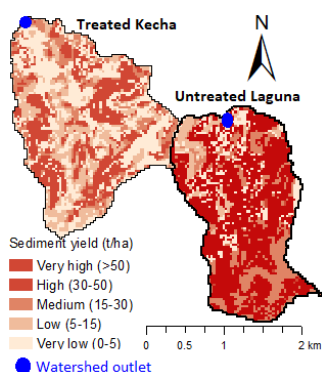 Treated Kecha
N
Untreated Laguna
Sediment yield (t/ha)
Very high (>50)
High (30-50)
Medium (15-30)
Low (5-15)
Very low (0-5)
Watershed outlet
0 0.5 1 2 km